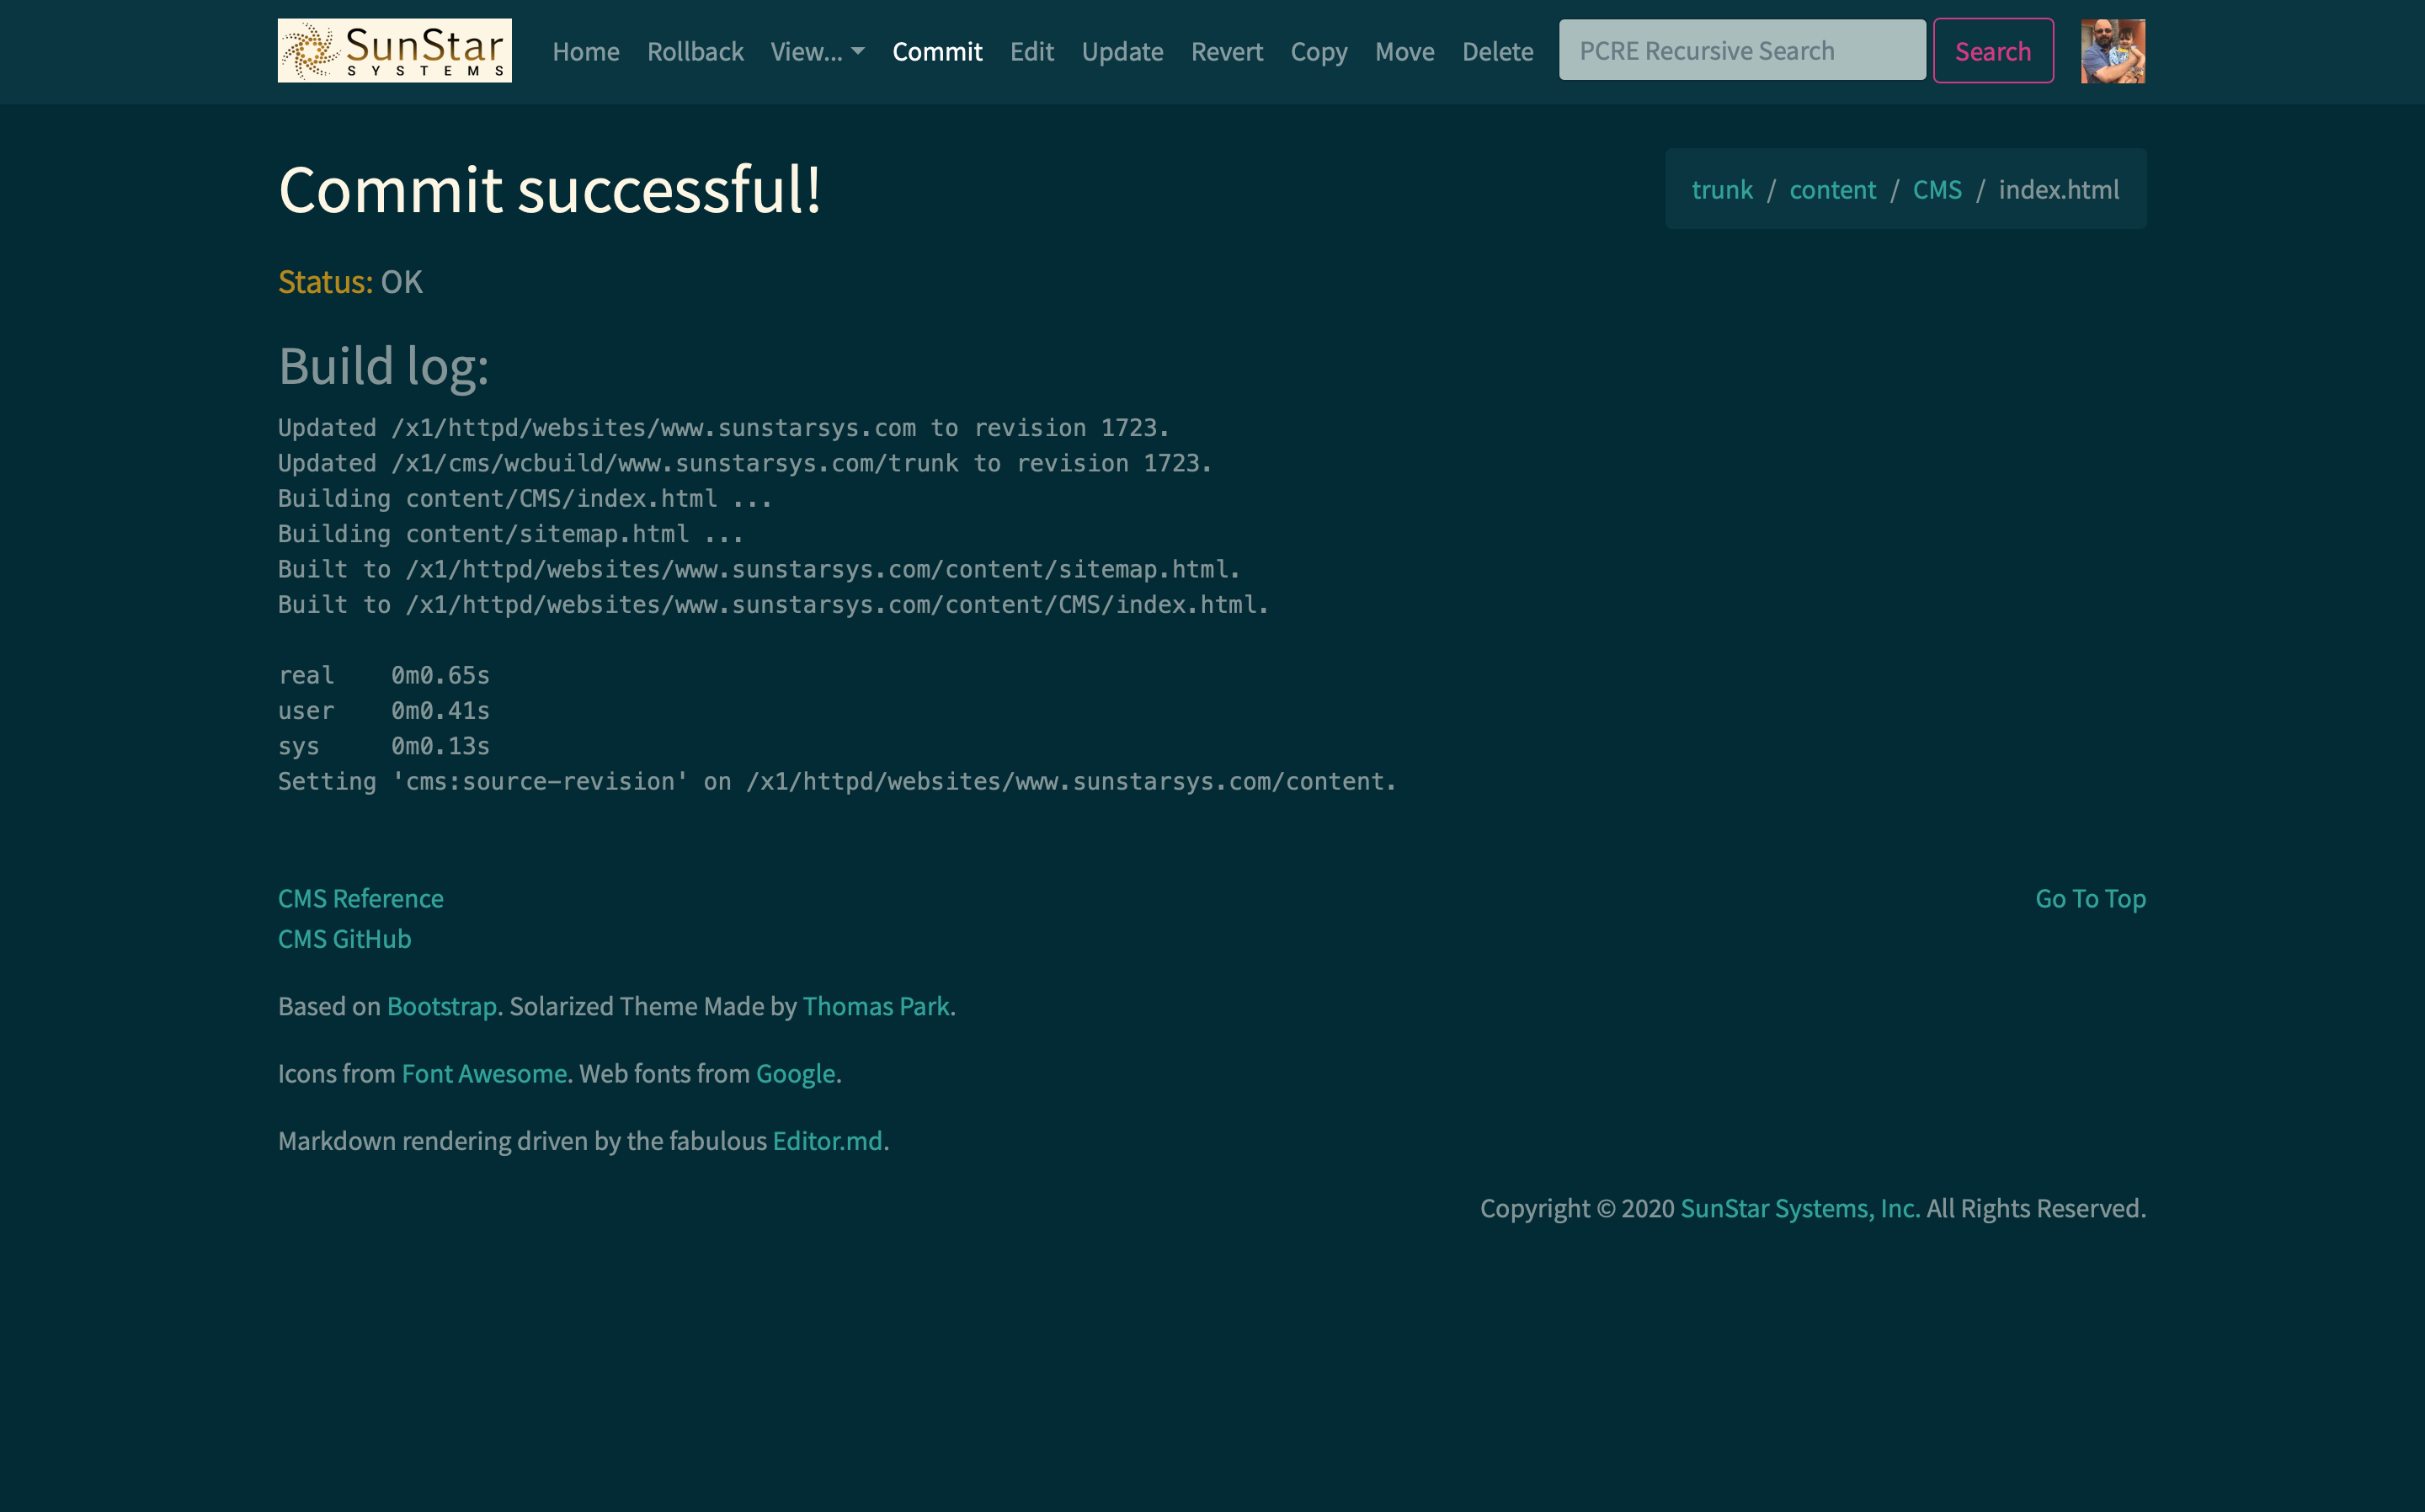 SunStar
SYSTEMS
Home Rollback View... Commit Edit Update Revert Copy Move Delete PCRE Recursive Search Search
Commit successful!
trunk / content / CMS / index.html
Status: OK
Build log:
Updated /x1/httpd/websites/www.sunstarsys.com to revision 1723.
Updated /x1/cms/wcbuild/www.sunstarsys.com/trunk to revision 1723.
Building content/CMS/index.html ...
Building content/sitemap.html ...
Built to /x1/httpd/websites/www.sunstarsys.com/content/sitemap.html.
Built to /x1/httpd/websites/www.sunstarsys.com/content/CMS/index.html.
real 0m0.65s
user 0m0.41s
sys 0m0.13s
Setting 'cms:source-revision' on /x1/httpd/websites/www.sunstarsys.com/content.
CMS Reference
Go To Top
CMS GitHub
Based on Bootstrap. Solarized Theme Made by Thomas Park.
Icons from Font Awesome. Web fonts from Google.
Markdown rendering driven by the fabulous Editor.md.
Copyright © 2020 SunStar Systems, Inc. All Rights Reserved.